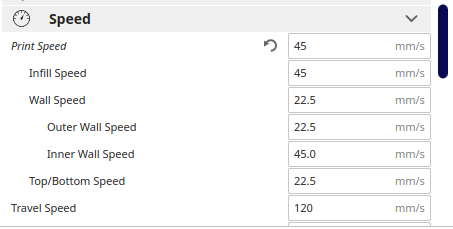 Speed
Print Speed 45 mm/s
Infill Speed 45 mm/s
Wall Speed 22.5 mm/s
Outer Wall Speed 22.5 mm/s
Inner Wall Speed 45.0 mm/s
Top/Bottom Speed 22.5 mm/s
Travel Speed 120 mm/s